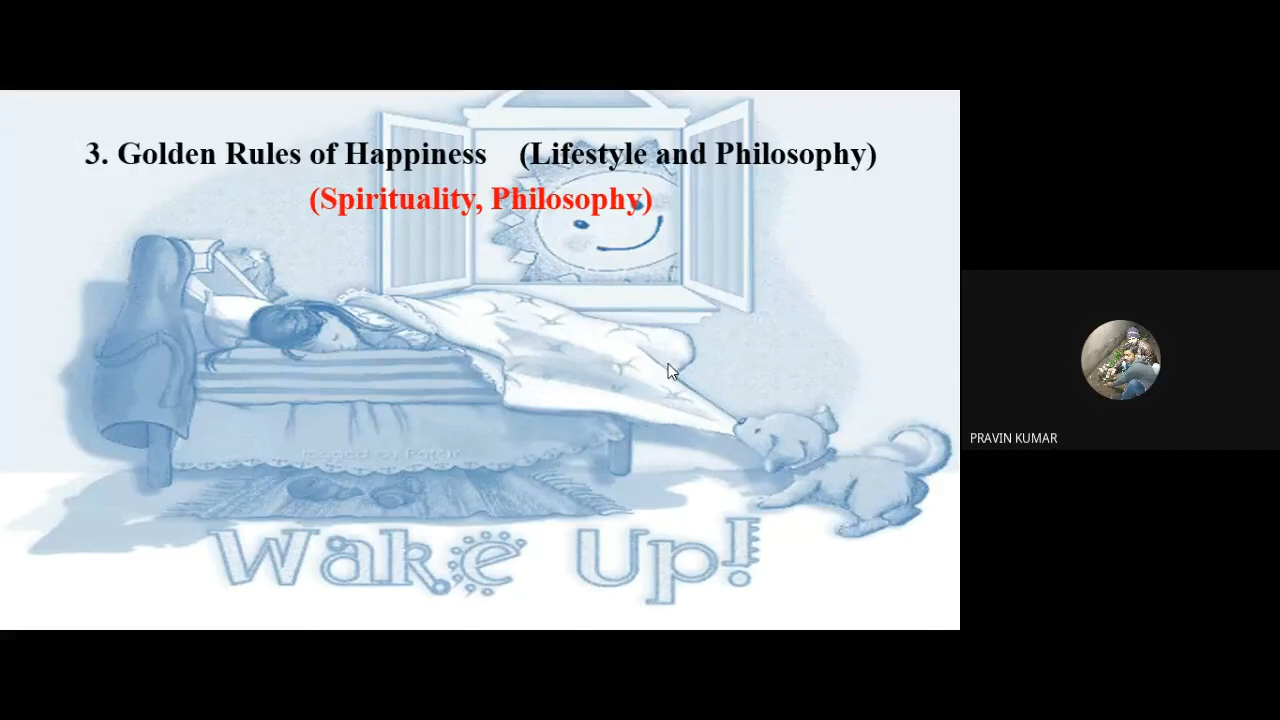 3. Golden Rules of Happiness (Lifestyle and Philosophy)
(Spirituality, Philosophy)
PRAVIN KUMAR
Wake Up!